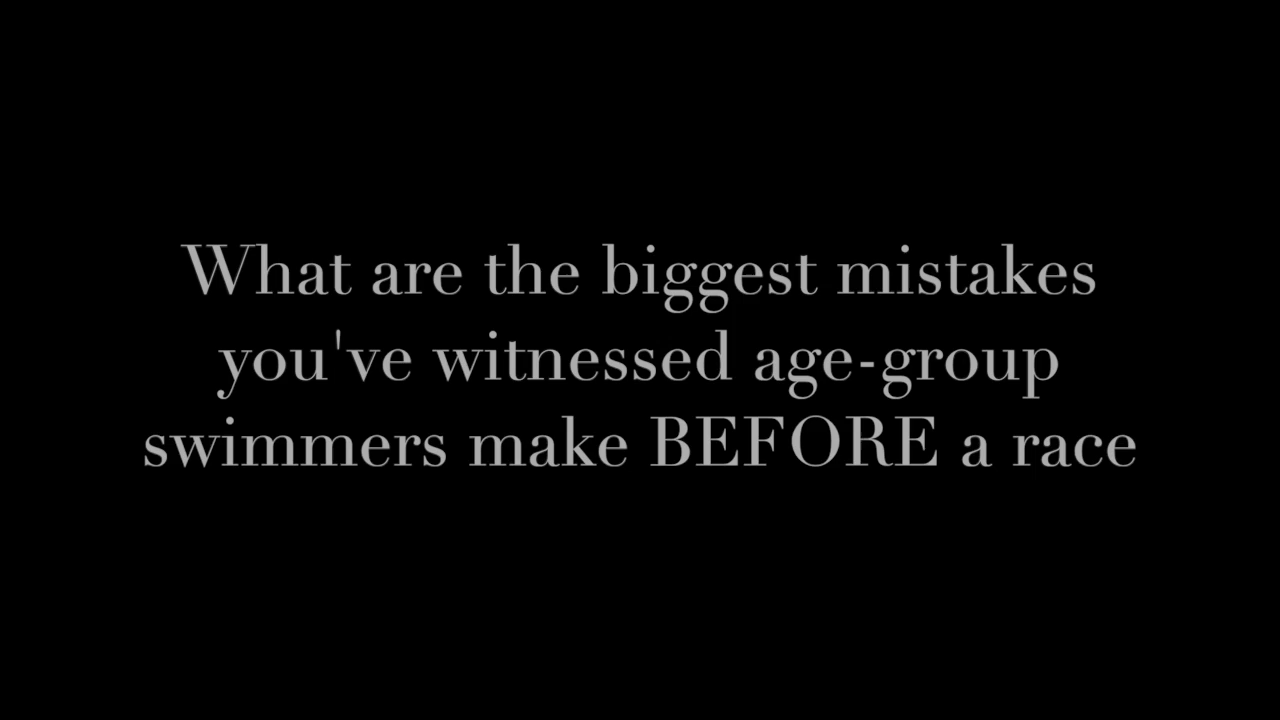 What are the biggest mistakes
you've witnessed age-group
swimmers make BEFORE a race